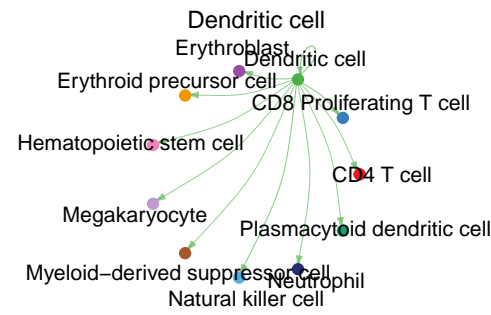 Dendritic cell
Erythroblast
Dendritic cell
Erythroid precursor cell
CD8 Proliferating T cell
Hematopoietic stem cell
CD4 T cell
Megakaryocyte
Plasmacytoid dendritic cell
Myeloid−derived suppressor cell
Neutrophil
Natural killer cell